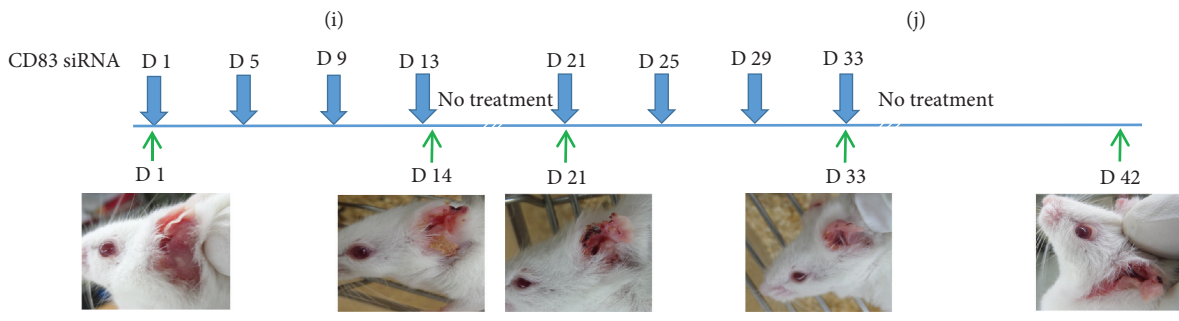 (i) (j)
CD83 siRNA D 1 D 5 D 9 D 13 D 21 D 25 D 29 D 33
No treatment No treatment
D 1 D 14 D 21 D 33 D 42